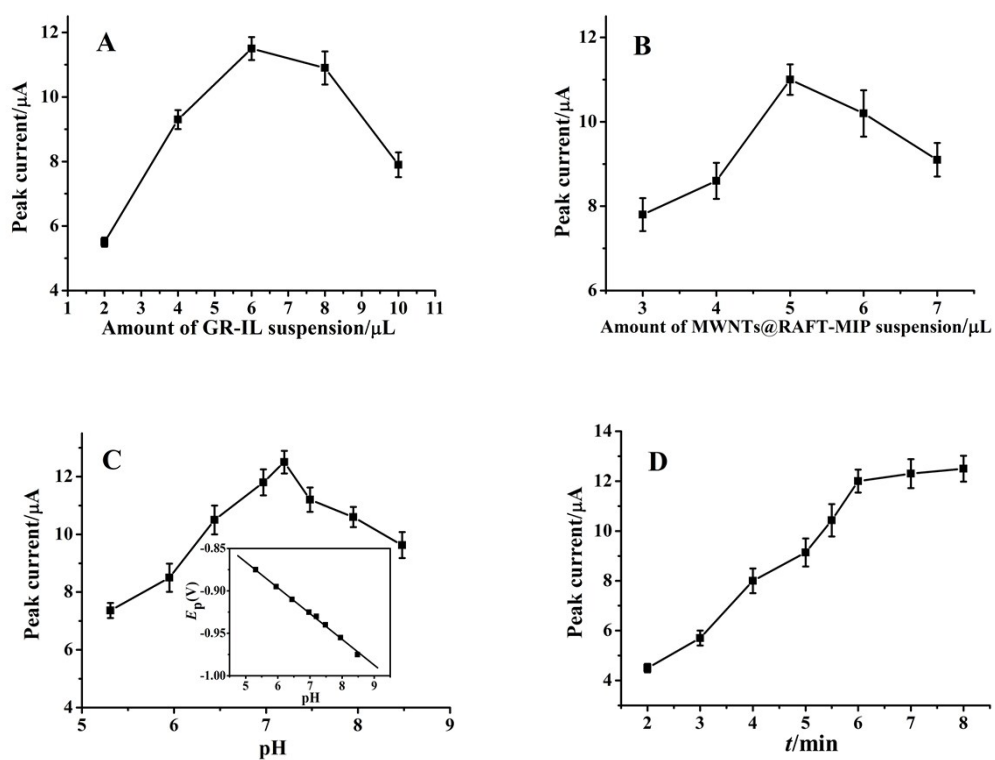 A
Peak current/μA
12
10
8
6
4
1 2 3 4 5 6 7 8 9 10 11
Amount of GR-IL suspension/μL
B
Peak current/μA
12
10
8
6
3 4 5 6 7
Amount of MWNTs@RAFT-MIP suspension/μL
C
Peak current/μA
12
10
8
6
4
5 6 7 8 9
pH
Ep(V)
-0.85
-0.90
-0.95
-1.00
5 6 7 8 9
pH
D
Peak current/μA
14
12
10
8
6
4
2 3 4 5 6 7 8
t/min